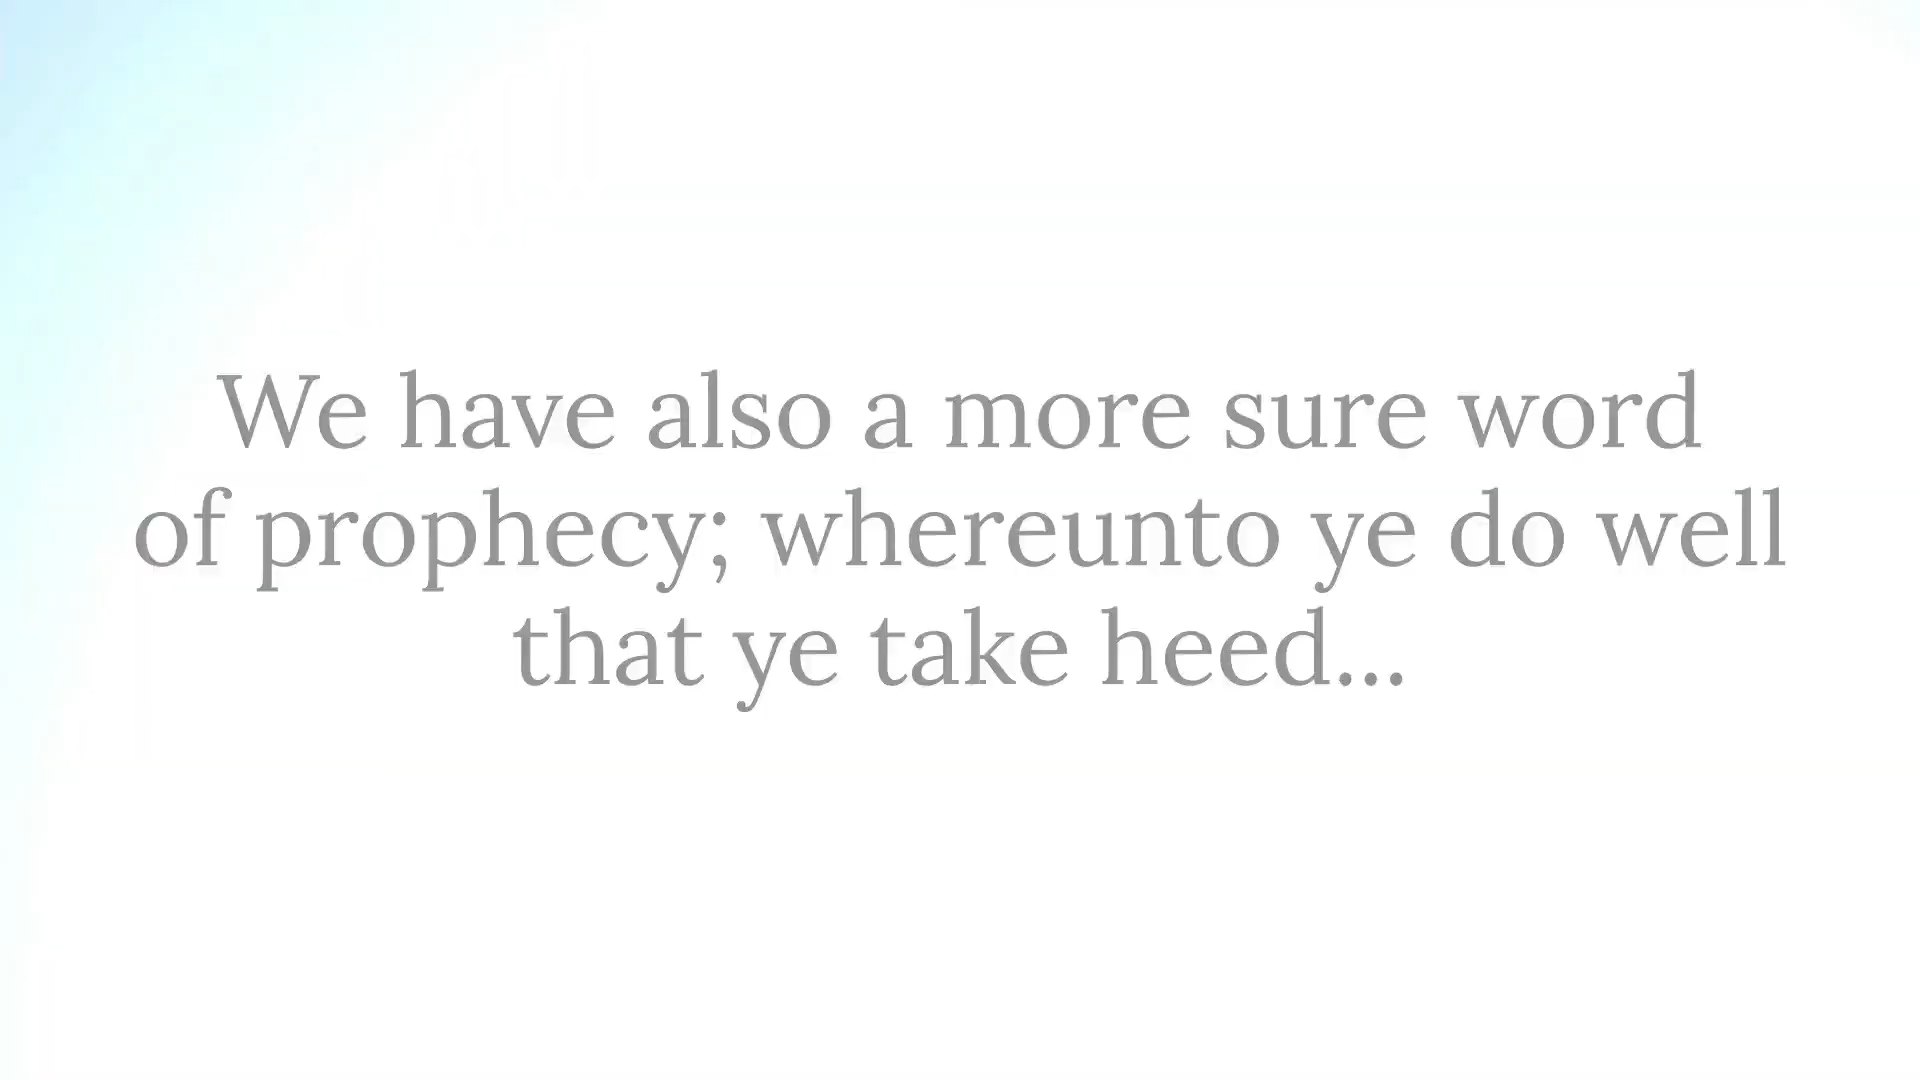 We have also a more sure word
of prophecy; whereunto ye do well
that ye take heed...